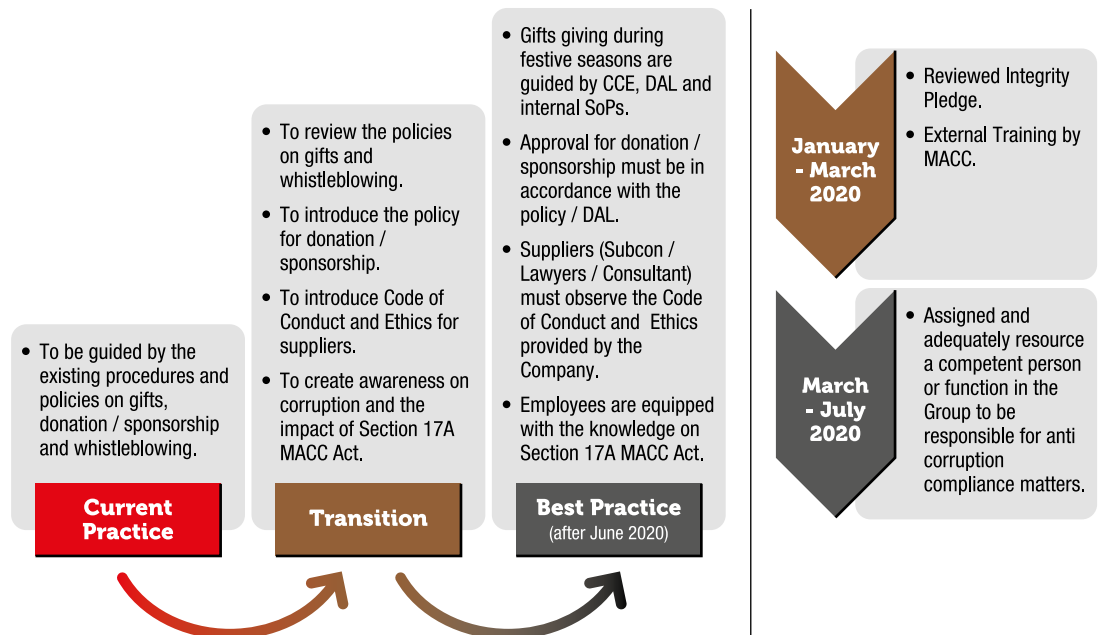 • To be guided by the
existing procedures and
policies on gifts,
donation / sponsorship
and whistleblowing.
Current
Practice
• To review the policies
on gifts and
whistleblowing.
• To introduce the policy
for donation /
sponsorship.
• To introduce Code of
Conduct and Ethics for
suppliers.
• To create awareness on
corruption and the
impact of Section 17A
MACC Act.
Transition
• Gifts giving during
festive seasons are
guided by CCE, DAL and
internal SoPs.
• Approval for donation /
sponsorship must be in
accordance with the
policy / DAL.
• Suppliers (Subcon /
Lawyers / Consultant)
must observe the Code
of Conduct and Ethics
provided by the
Company.
• Employees are equipped
with the knowledge on
Section 17A MACC Act.
Best Practice
(after June 2020)
January
- March
2020
• Reviewed Integrity
Pledge.
• External Training by
MACC.
March
- July
2020
• Assigned and
adequately resource
a competent person
or function in the
Group to be
responsible for anti
corruption
compliance matters.